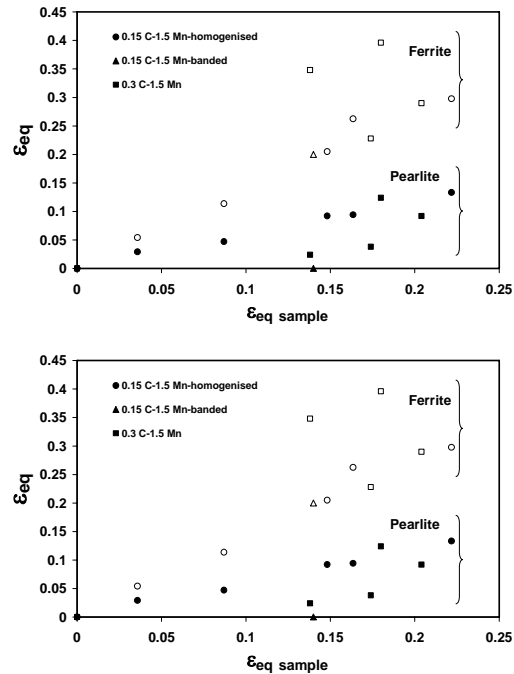 0.45
0.4
0.35
0.3
0.25
0.2
0.15
0.1
0.05
0
εeq
0.15 C-1.5 Mn-homogenised
0.15 C-1.5 Mn-banded
0.3 C-1.5 Mn
Ferrite
Pearlite
0 0.05 0.1 0.15 0.2 0.25
εeq sample
0.45
0.4
0.35
0.3
0.25
0.2
0.15
0.1
0.05
0
εeq
0.15 C-1.5 Mn-homogenised
0.15 C-1.5 Mn-banded
0.3 C-1.5 Mn
Ferrite
Pearlite
0 0.05 0.1 0.15 0.2 0.25
εeq sample